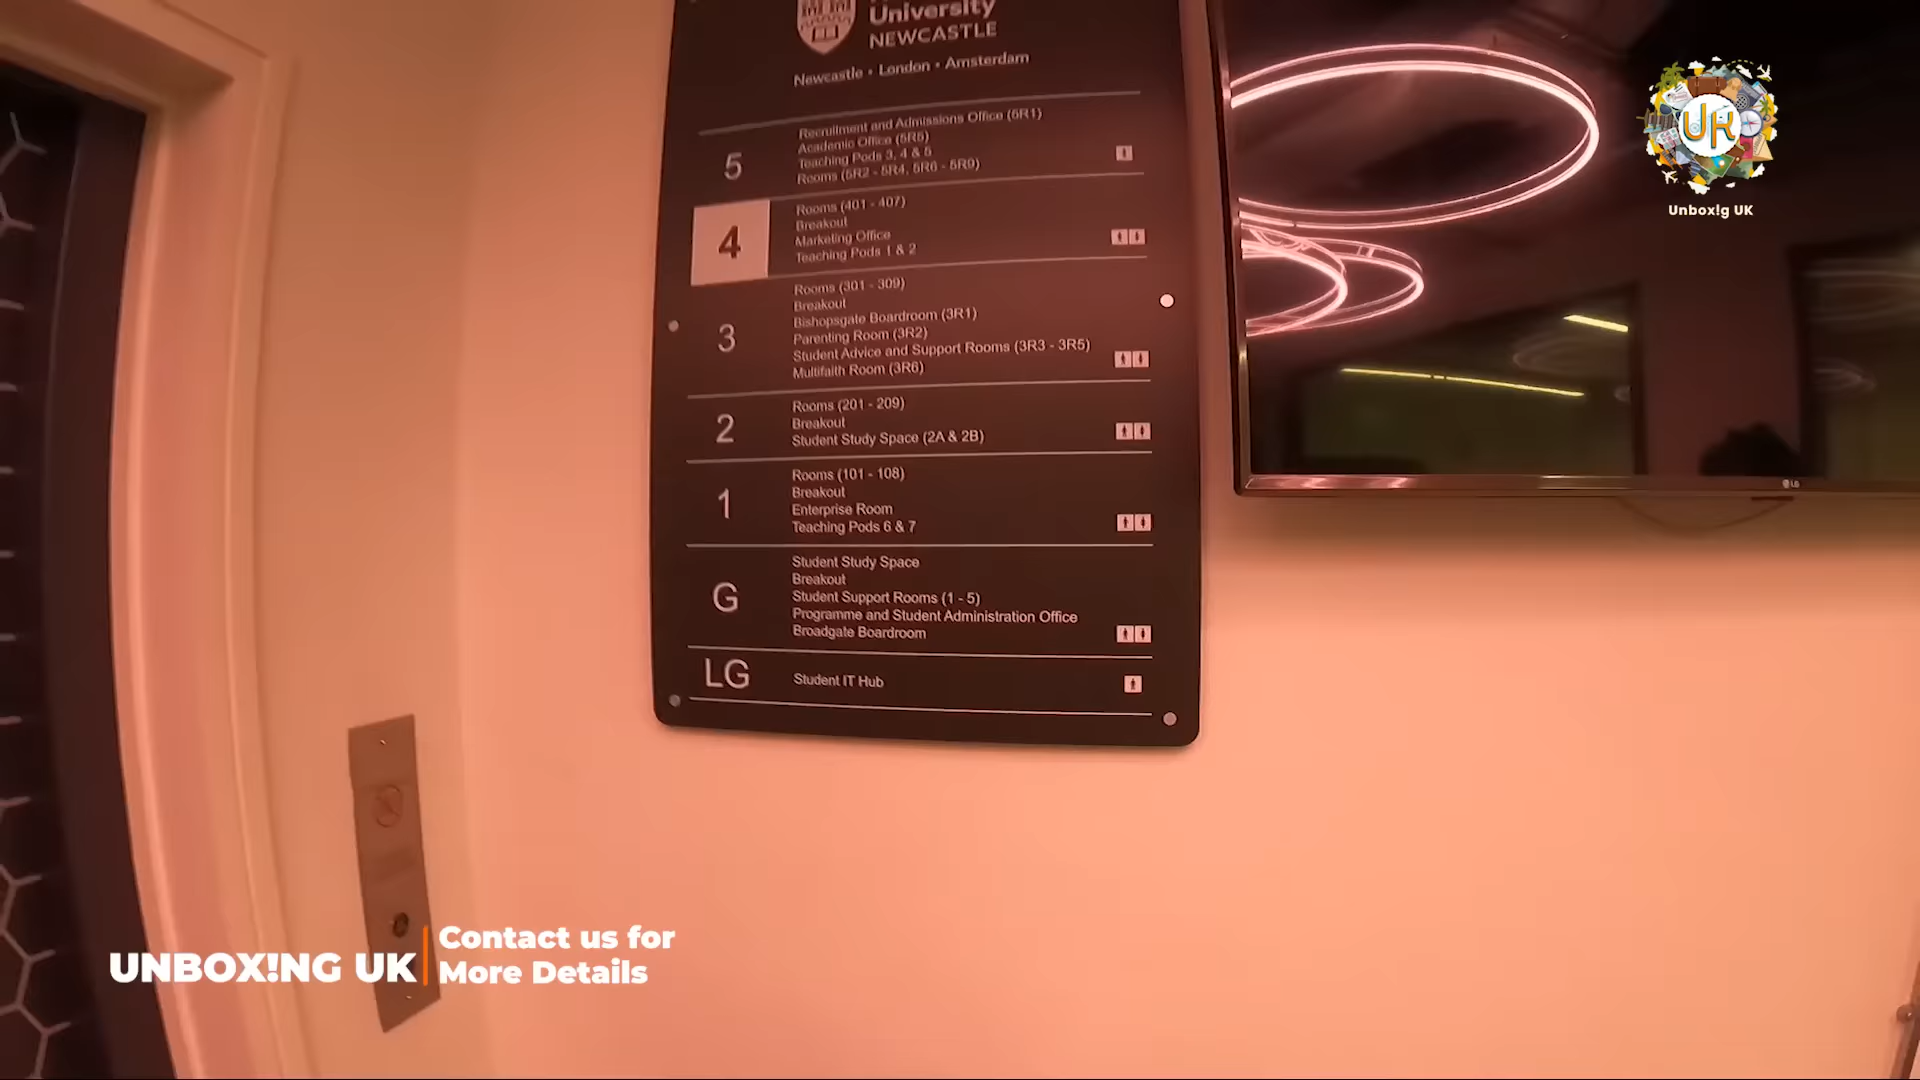 University
NEWCASTLE
Newcastle • London • Amsterdam
5
Recruitment and Admissions Office (5R1)
Academic Office (5R5)
Teaching Pods 3, 4 & 5
Rooms (5R2 - 5R4, 5R6 - 5R9)
4
Rooms (401 - 407)
Breakout
Marketing Office
Teaching Pods 1 & 2
3
Rooms (301 - 309)
Breakout
Bishopsgate Boardroom (3R1)
Parenting Room (3R2)
Student Advice and Support Rooms (3R3 - 3R5)
Multifaith Room (3R6)
2
Rooms (201 - 209)
Breakout
Student Study Space (2A & 2B)
1
Rooms (101 - 108)
Breakout
Enterprise Room
Teaching Pods 6 & 7
G
Student Study Space
Breakout
Student Support Rooms (1 - 5)
Programme and Student Administration Office
Broadgate Boardroom
LG
Student IT Hub
LG
UK
Unbox!g UK
UNBOX!NG UK
Contact us for
More Details